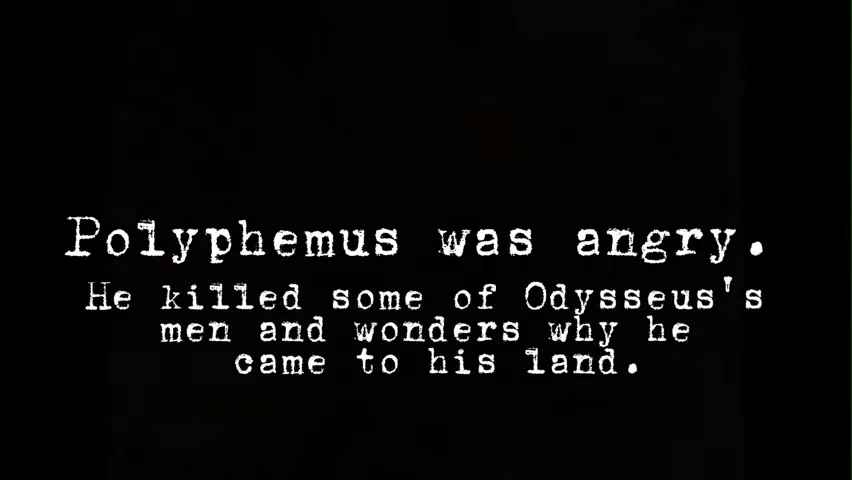 Polyphemus was angry.
He killed some of Odysseus's
men and wonders why he
came to his land.